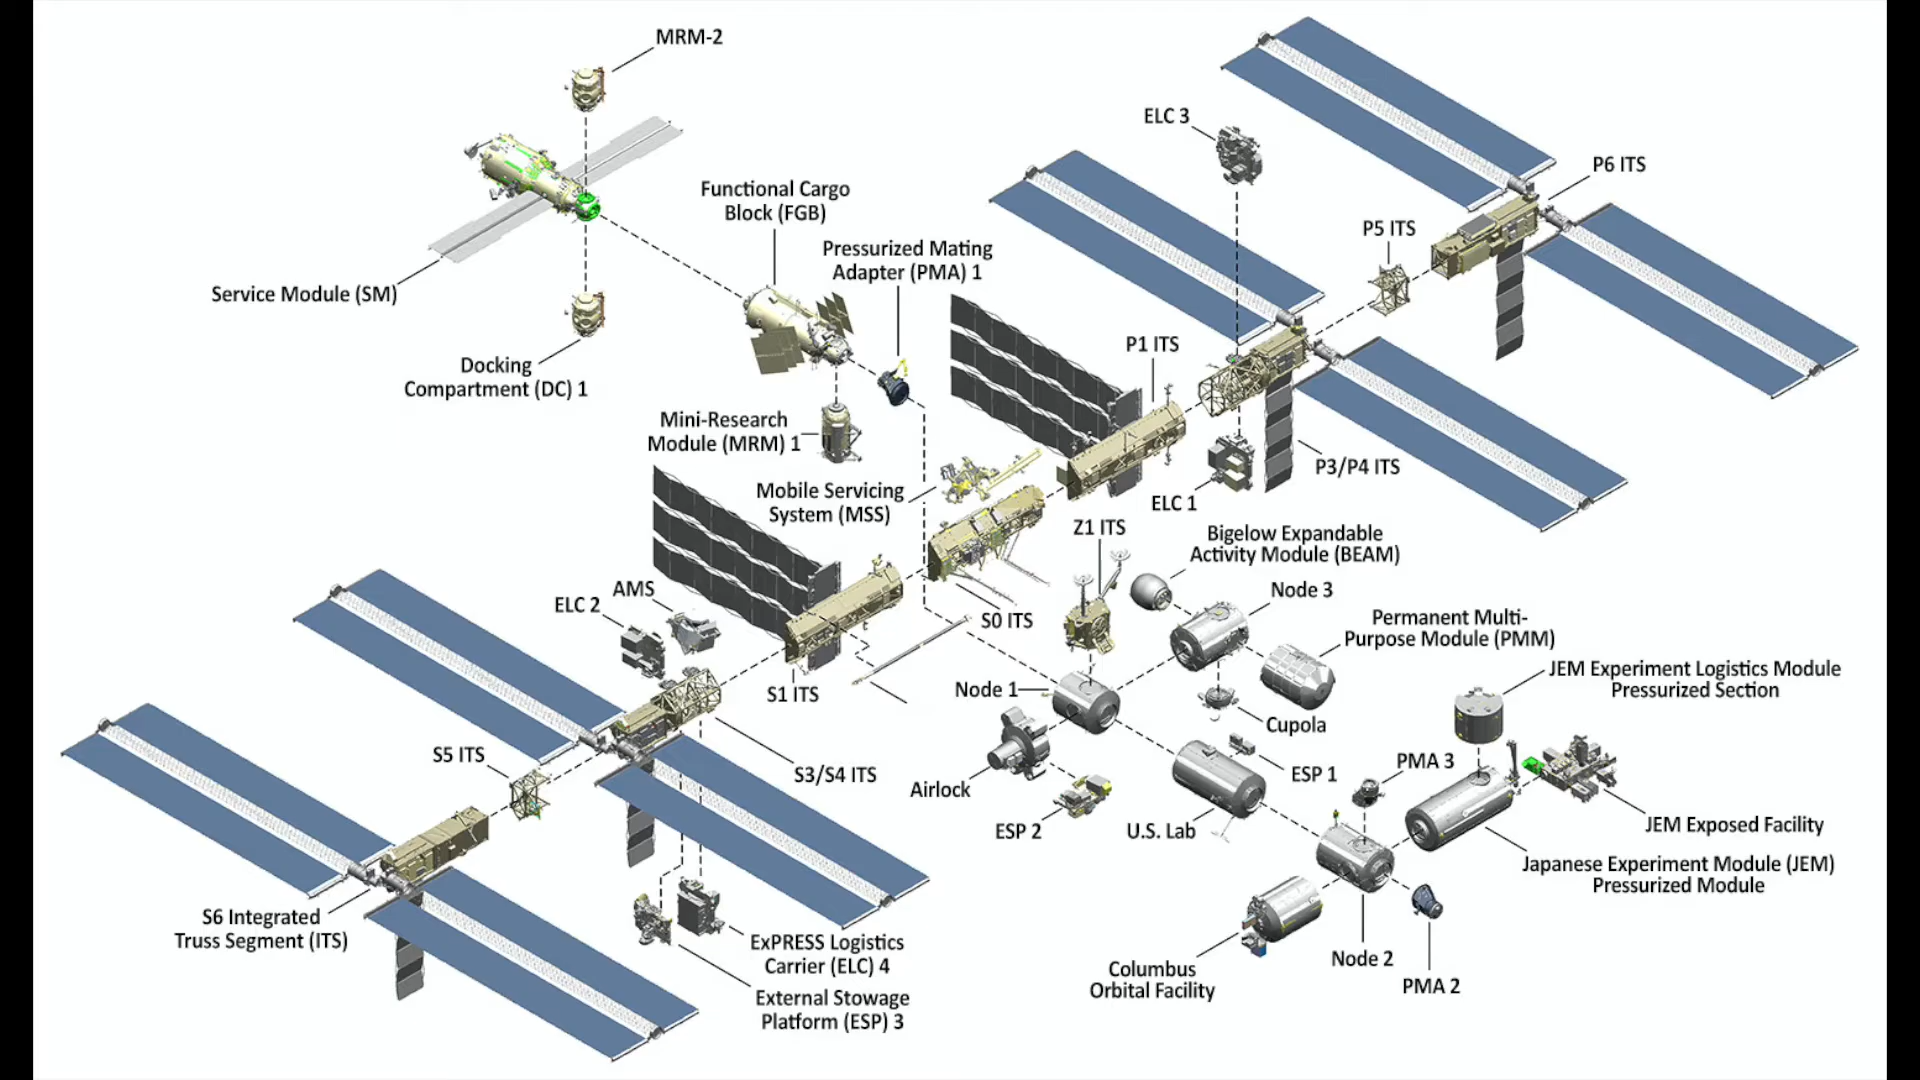 MRM-2
ELC 3
P6 ITS
Functional Cargo
Block (FGB)
P5 ITS
Pressurized Mating
Adapter (PMA) 1
Service Module (SM)
P1 ITS
Docking
Compartment (DC) 1
Mini-Research
Module (MRM) 1
P3/P4 ITS
Mobile Servicing
System (MSS)
ELC 1
Z1 ITS
Bigelow Expandable
Activity Module (BEAM)
AMS
ELC 2
Node 3
S0 ITS
Permanent Multi-
Purpose Module (PMM)
JEM Experiment Logistics Module
Pressurized Section
Node 1
S1 ITS
Cupola
S5 ITS
S3/S4 ITS
Airlock
ESP 1
PMA 3
ESP 2
U.S. Lab
JEM Exposed Facility
Japanese Experiment Module (JEM)
Pressurized Module
S6 Integrated
Truss Segment (ITS)
ExPRESS Logistics
Carrier (ELC) 4
Node 2
Columbus
Orbital Facility
PMA 2
External Stowage
Platform (ESP) 3